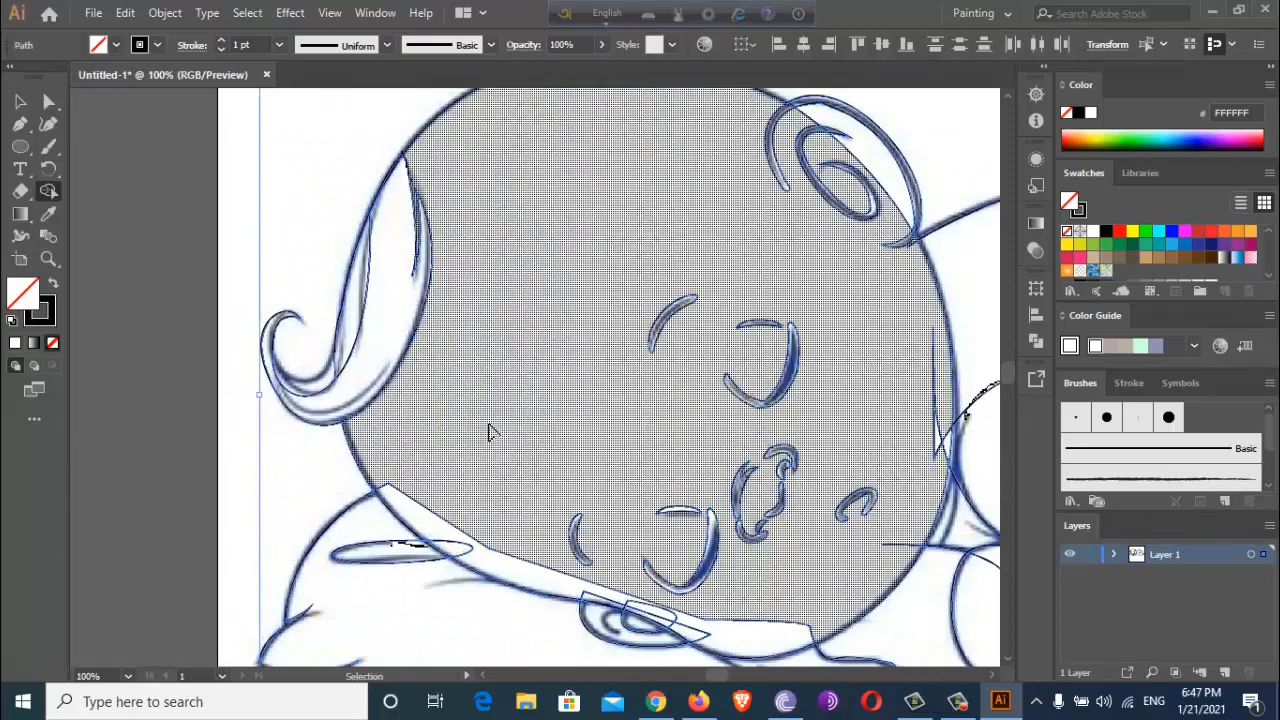 Ai File Edit Object Type Select Effect View Window Help English Painting Search Adobe Stock
Path Stroke: 1 pt Uniform Basic Opacity: 100% Style: Transform
Untitled-1* @ 100% (RGB/Preview) ×
Color
# FFFFFF
Swatches Libraries
Color Guide
Brushes Stroke Symbols
Basic
Layers
Layer 1
1 Layer
100% 1 Selection
Type here to search
Ai
ENG
6:47 PM
1/21/2021
1